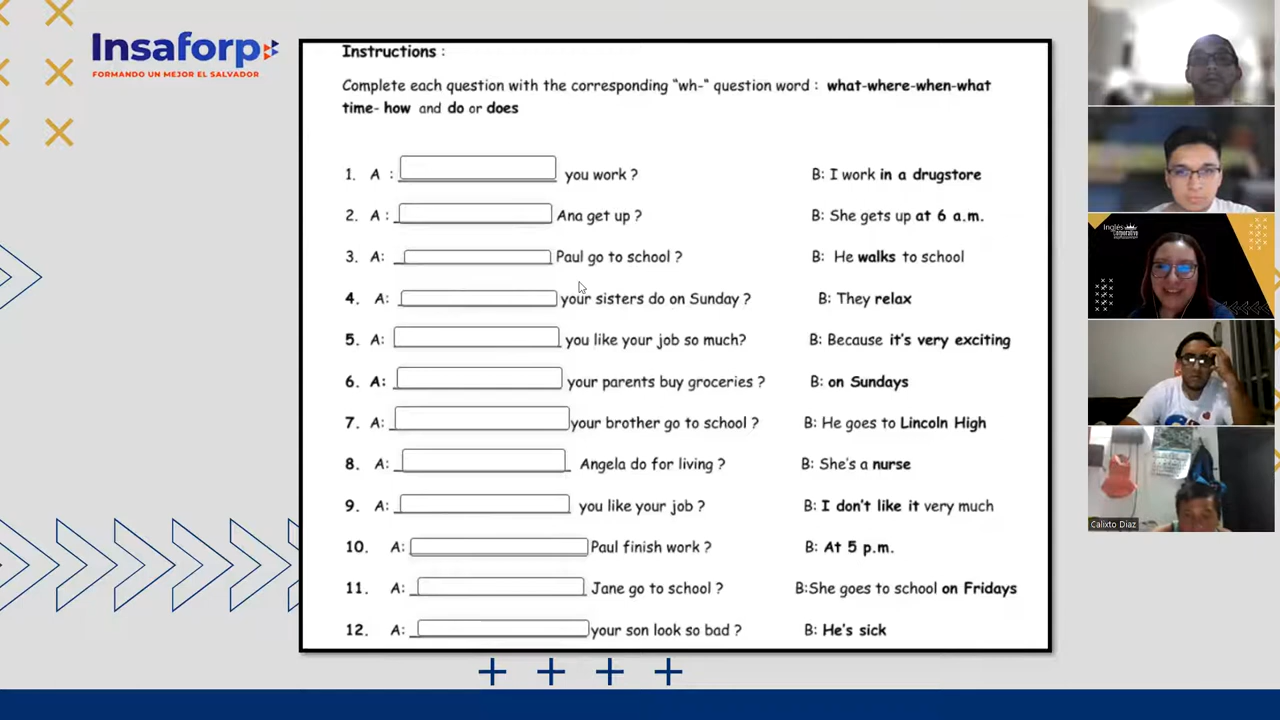 Insaforp
FORMANDO UN MEJOR EL SALVADOR
Instructions :
Complete each question with the corresponding "wh-" question word : what-where-when-what
time- how and do or does
1. A : you work ? B: I work in a drugstore
2. A : Ana get up ? B: She gets up at 6 a.m.
3. A: Paul go to school ? B: He walks to school
4. A: your sisters do on Sunday ? B: They relax
5. A: you like your job so much? B: Because it's very exciting
6. A: your parents buy groceries ? B: on Sundays
7. A: your brother go to school ? B: He goes to Lincoln High
8. A: Angela do for living ? B: She's a nurse
9. A: you like your job ? B: I don't like it very much
10. A: Paul finish work ? B: At 5 p.m.
11. A: Jane go to school ? B:She goes to school on Fridays
12. A: your son look so bad ? B: He's sick
Inglés
Corporativo
Calixto Diaz